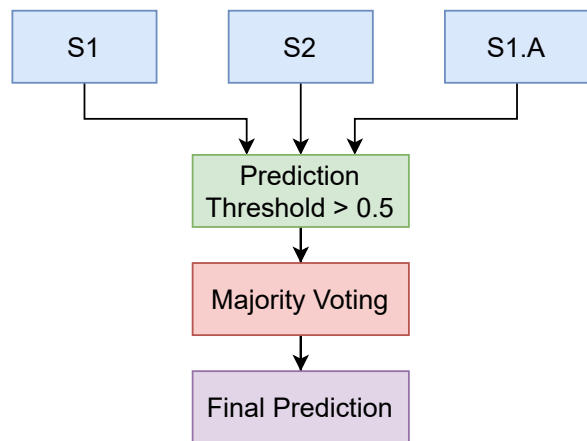 S1
S2
S1.A
Prediction
Threshold > 0.5
Majority Voting
Final Prediction